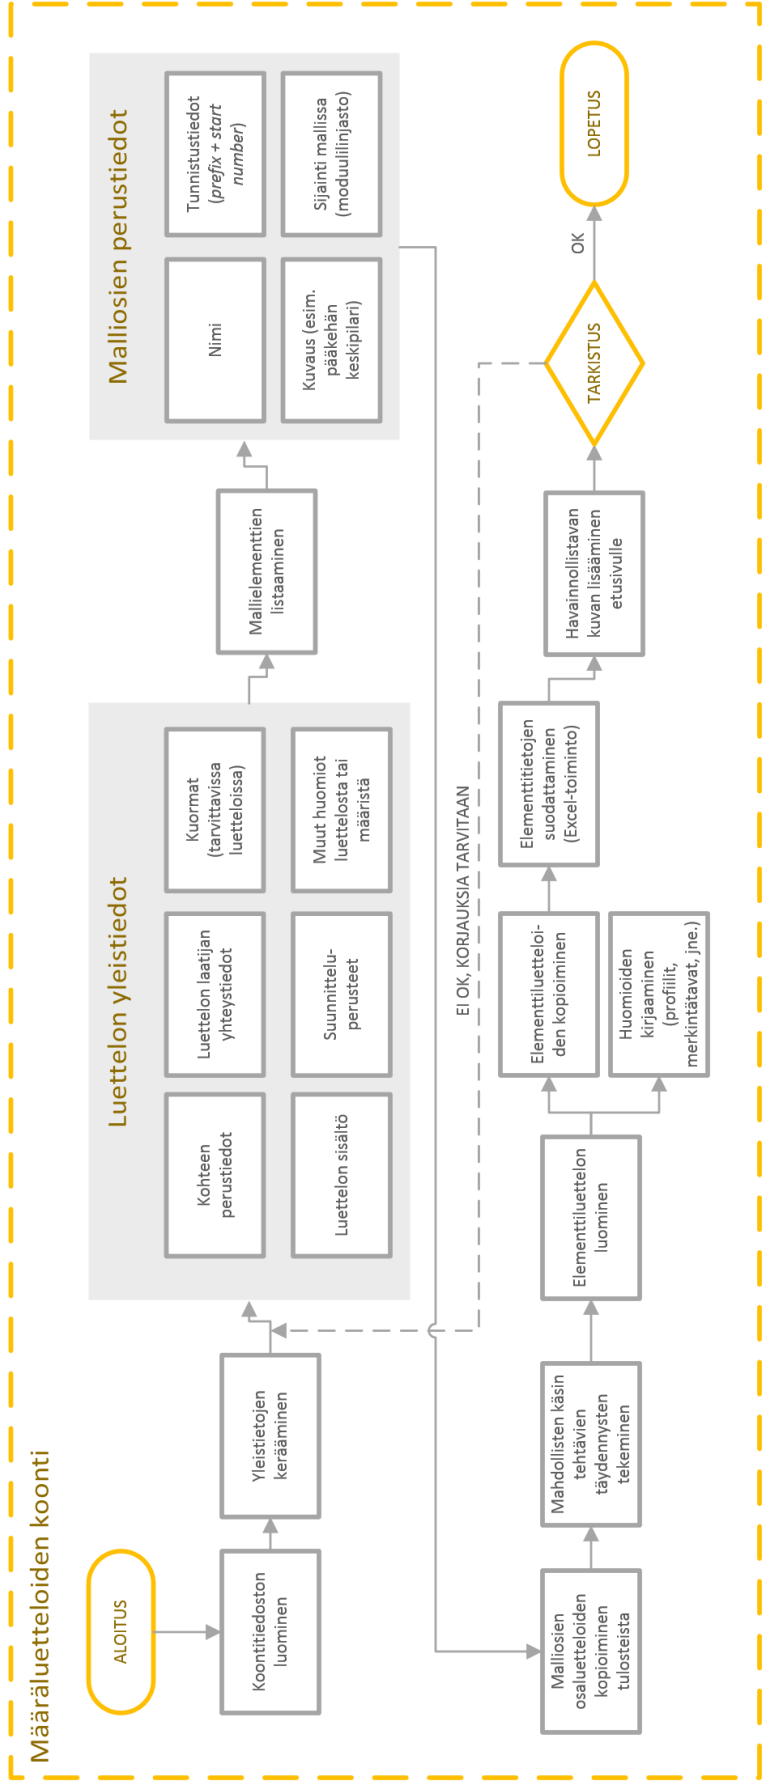 Määräluetteloiden koonti
ALOITUS
Koontitiedoston
luominen
Yleistietojen
kerääminen
Luettelon yleistiedot
Kohteen
perustiedot
Luettelon laatijan
yhteystiedot
Kuormat
(tarvittavissa
luetteloissa)
Luettelon sisältö
Suunnittelu-
perusteet
Muut huomiot
luettelosta tai
määristä
Mallielementtien
listaaminen
Malliosien perustiedot
Nimi
Tunnistustiedot
(prefix + start
number)
Kuvaus (esim.
pääkehän
keskipilari)
Sijainti mallissa
(moduulilinjasto)
Malliosien
osaluetteloiden
kopioiminen
tulosteista
Mahdollisten käsin
tehtävien
täydennysten
tekeminen
Elementtiluettelon
luominen
Elementtiluetteloi-
den kopioiminen
Huomioiden
kirjaaminen
(profiilit,
merkintätavat, jne.)
Elementtitietojen
suodattaminen
(Excel-toiminto)
Havainnollistavan
kuvan lisääminen
etusivulle
TARKISTUS
EI OK, KORJAUKSIA TARVITAAN
OK
LOPETUS